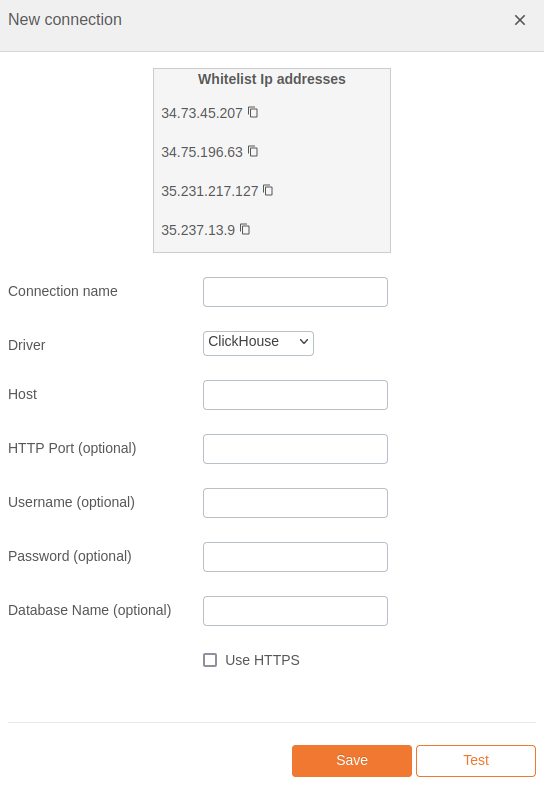 New connection
Whitelist Ip addresses
34.73.45.207
34.75.196.63
35.231.217.127
35.237.13.9
Connection name
Driver ClickHouse
Host
HTTP Port (optional)
Username (optional)
Password (optional)
Database Name (optional)
Use HTTPS
Save Test